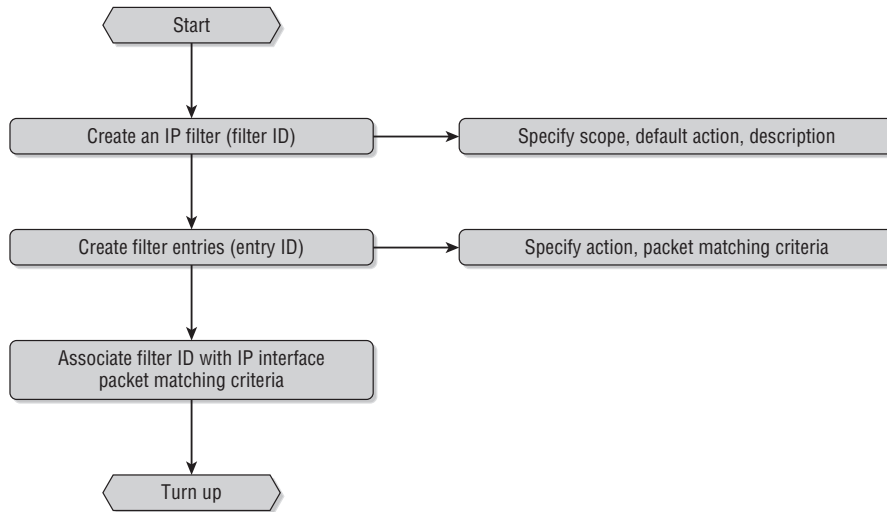 Start
Create an IP filter (filter ID)
Specify scope, default action, description
Create filter entries (entry ID)
Specify action, packet matching criteria
Associate filter ID with IP interface
packet matching criteria
Turn up